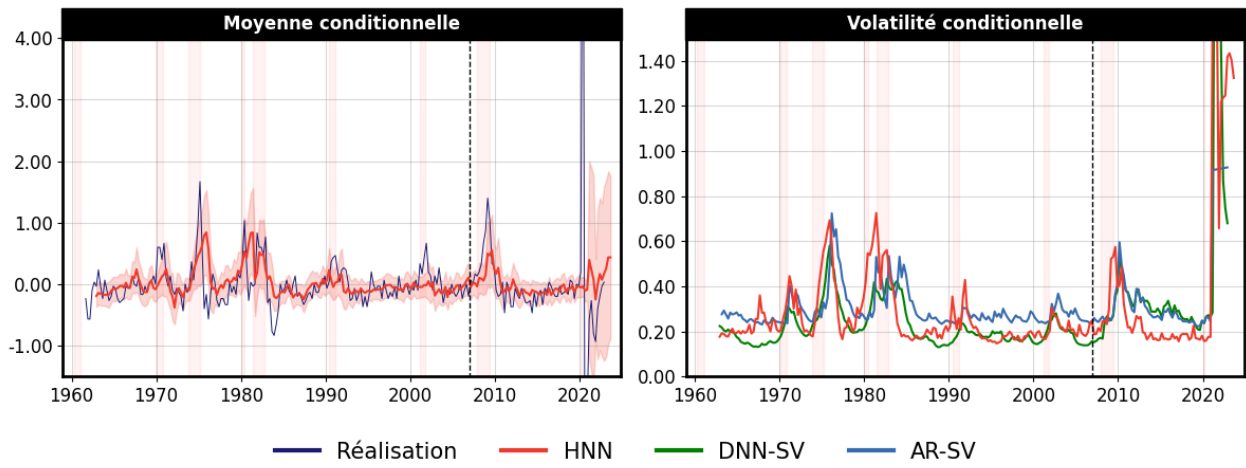 Moyenne conditionnelle
4.00
3.00
2.00
1.00
0.00
-1.00
1960 1970 1980 1990 2000 2010 2020
Volatilité conditionnelle
1.40
1.20
1.00
0.80
0.60
0.40
0.20
0.00
1960 1970 1980 1990 2000 2010 2020
Réalisation HNN DNN-SV AR-SV